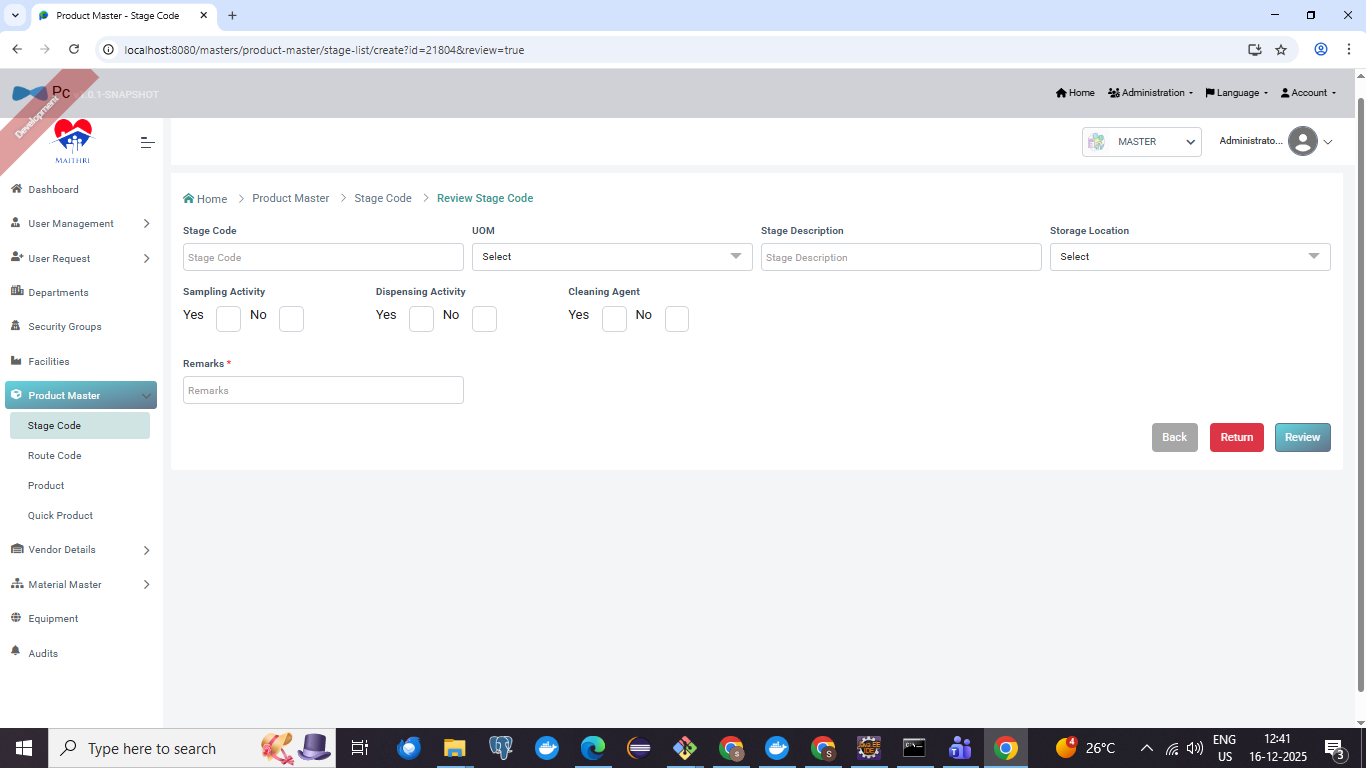 Product Master - Stage Code
localhost:8080/masters/product-master/stage-list/create?id=21804&review=true
Pc
v1.0.1-SNAPSHOT
Development
Home
Administration
Language
Account
MAITHRI
MASTER
Administrato...
Dashboard
User Management
User Request
Departments
Security Groups
Facilities
Product Master
Stage Code
Route Code
Product
Quick Product
Vendor Details
Material Master
Equipment
Audits
Home > Product Master > Stage Code > Review Stage Code
Stage Code UOM Stage Description Storage Location
Stage Code Select Stage Description Select
Sampling Activity Dispensing Activity Cleaning Agent
Yes No Yes No Yes No
Remarks *
Remarks
Back Return Review
Type here to search
S
S
26°C
4
ENG
US
12:41
16-12-2025
3